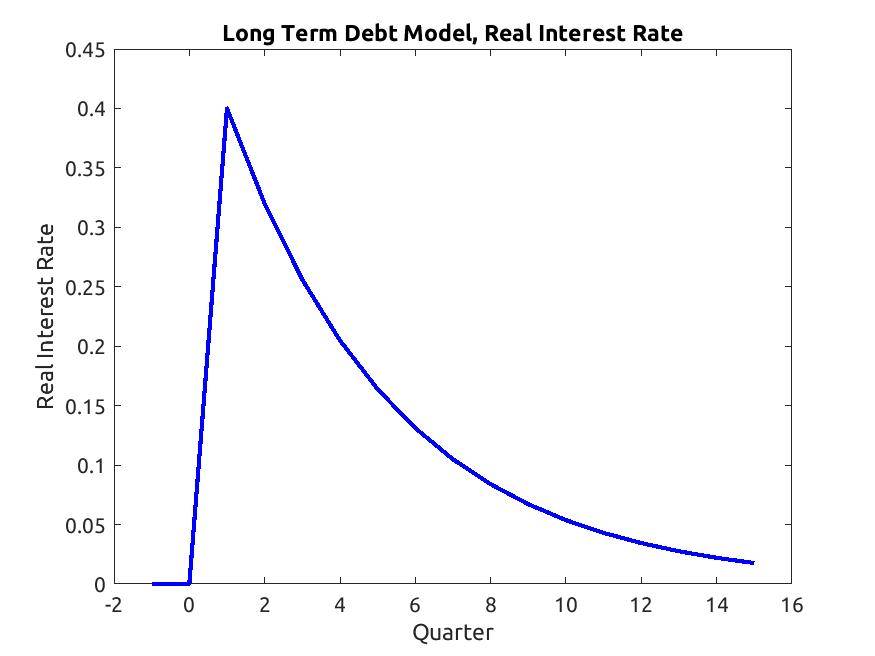 Long Term Debt Model, Real Interest Rate
0.45
0.4
0.35
0.3
0.25
0.2
0.15
0.1
0.05
0
Real Interest Rate
-2 0 2 4 6 8 10 12 14 16
Quarter